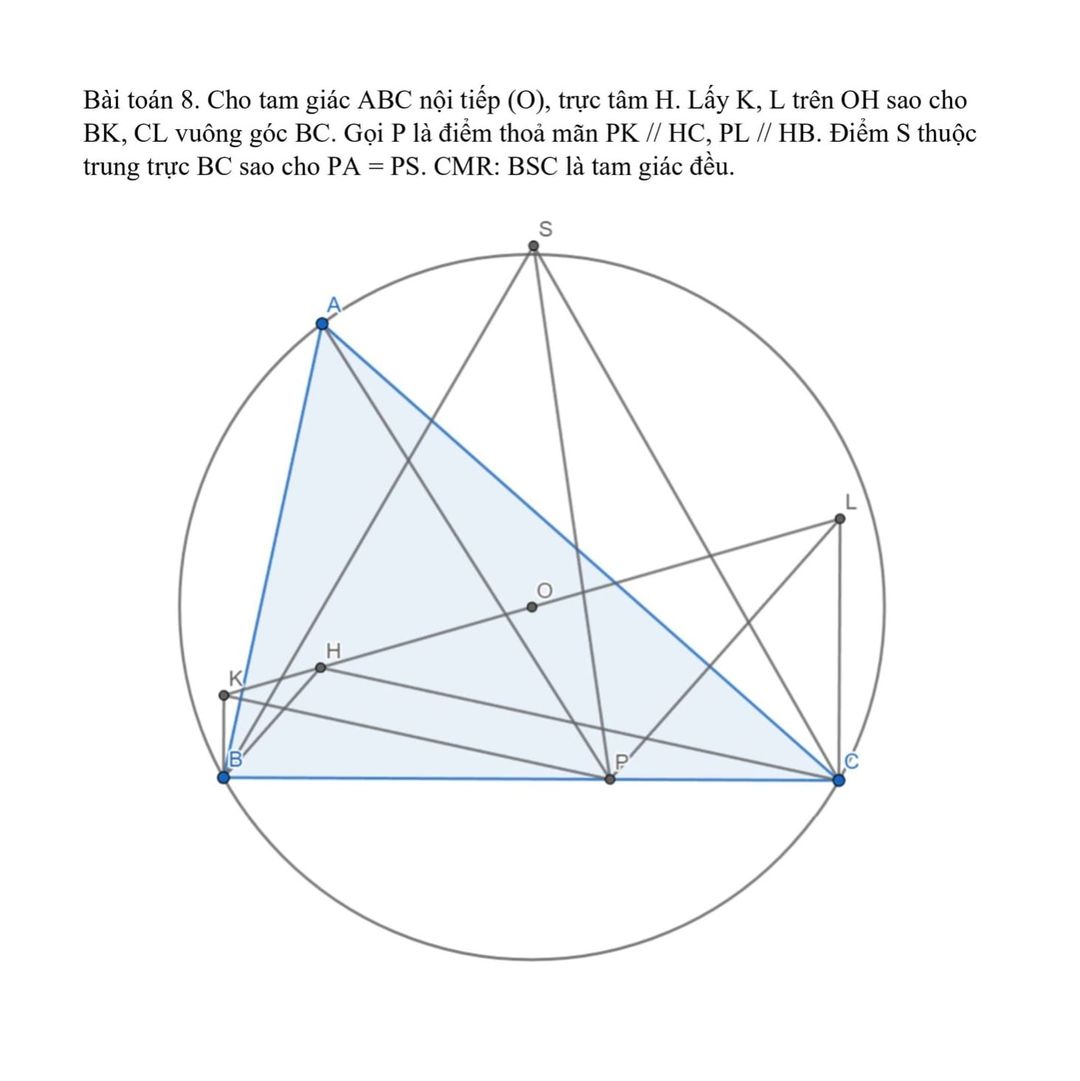 Bài toán 8. Cho tam giác ABC nội tiếp (O), trực tâm H. Lấy K, L trên OH sao cho
BK, CL vuông góc BC. Gọi P là điểm thoả mãn PK // HC, PL // HB. Điểm S thuộc
trung trực BC sao cho PA = PS. CMR: BSC là tam giác đều.
S
A
L
O
H
K
B
P
C